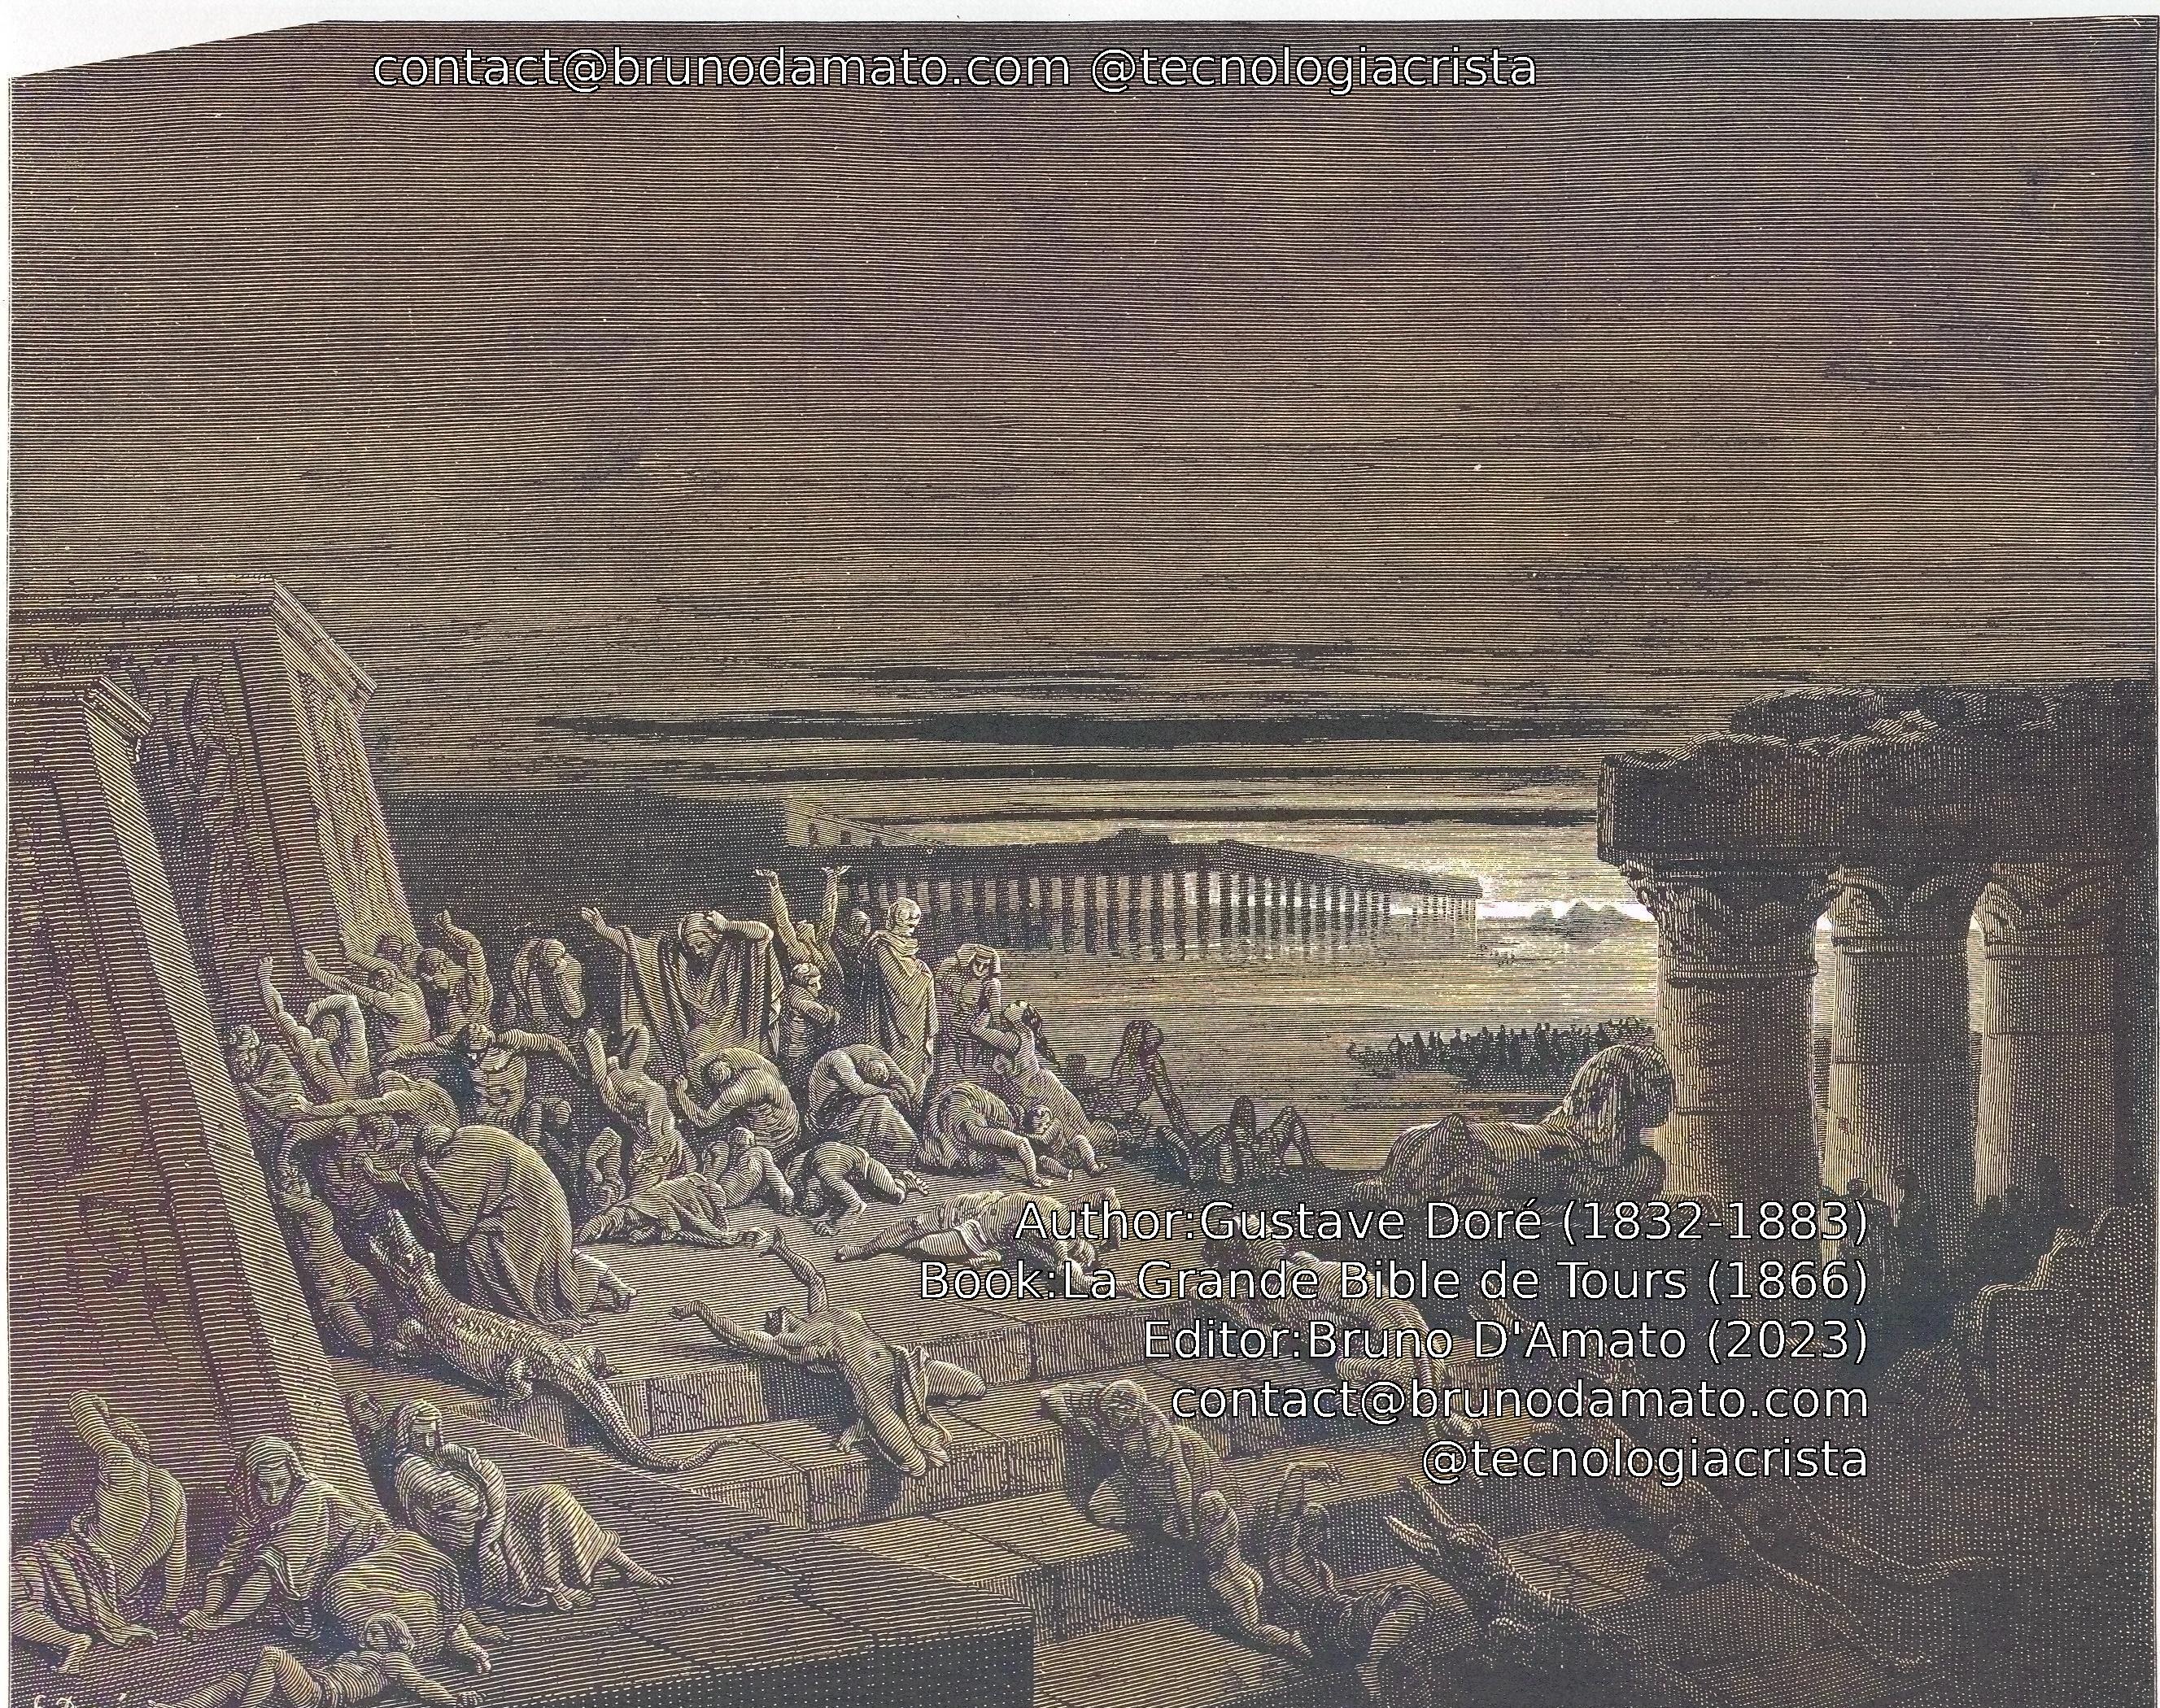 contact@brunodamato.com @tecnologiacrista
Author:Gustave Doré (1832-1883)
Book:La Grande Bible de Tours (1866)
Editor:Bruno D'Amato (2023)
contact@brunodamato.com
@tecnologiacrista